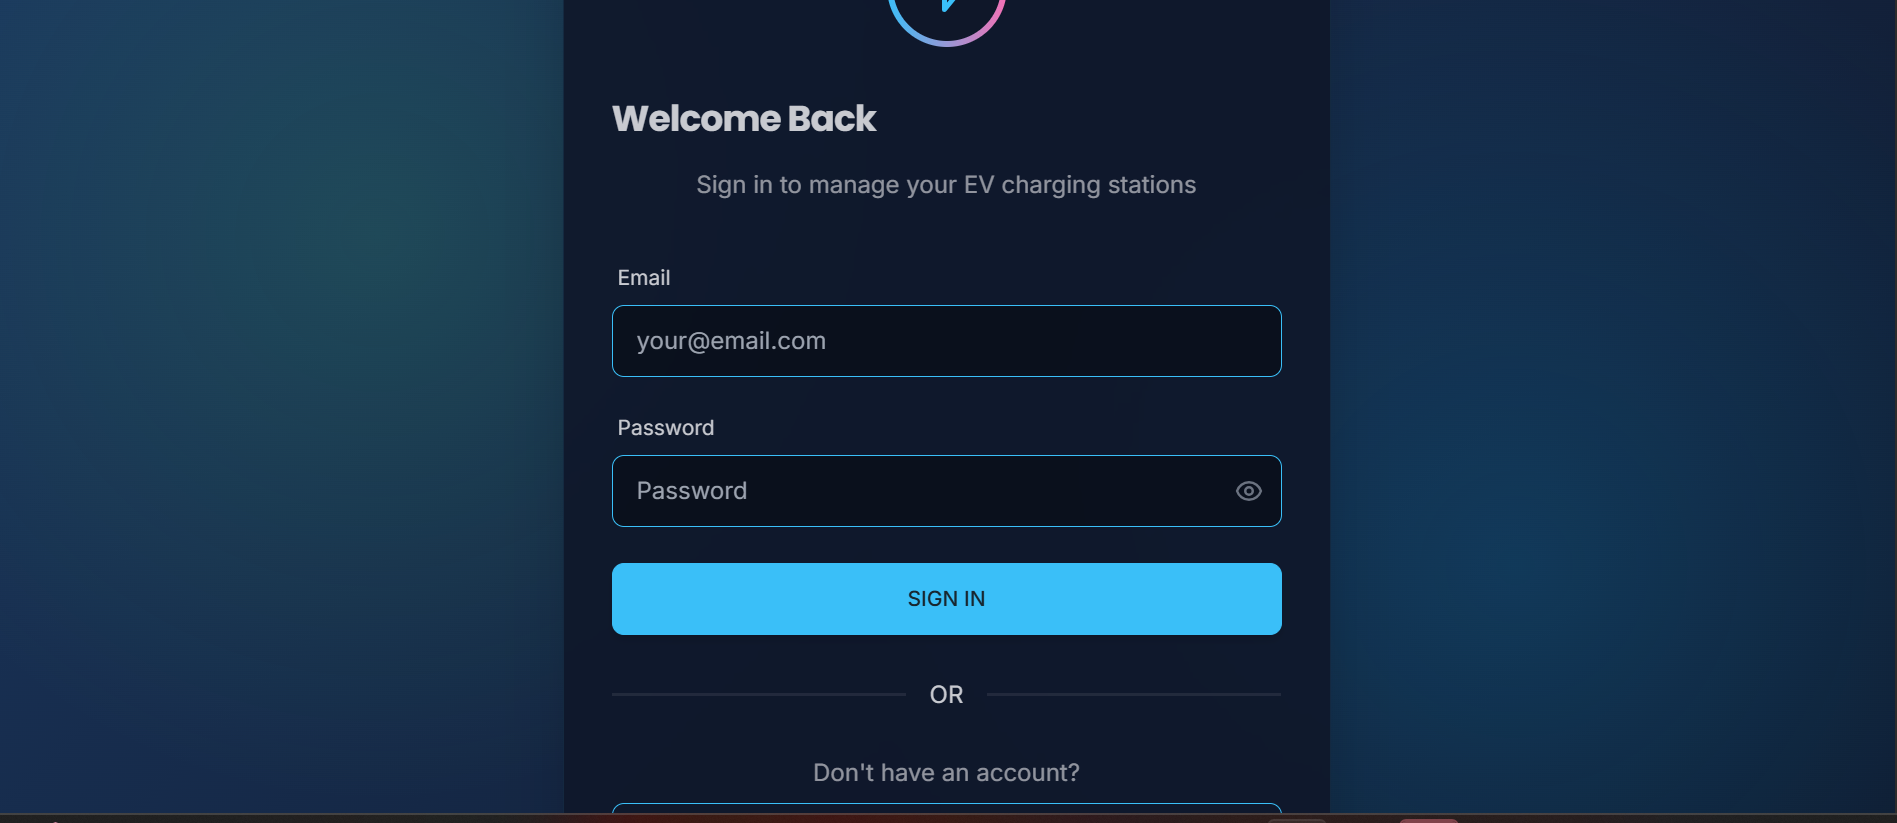 Welcome Back
Sign in to manage your EV charging stations
Email
your@email.com
Password
Password
SIGN IN
OR
Don't have an account?